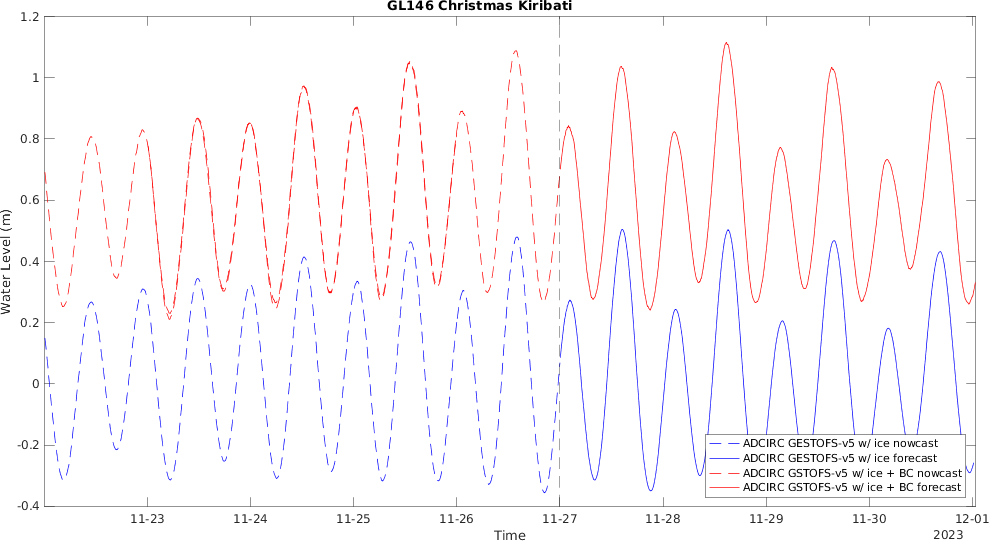 GL146 Christmas Kiribati
1.2
1
0.8
0.6
0.4
0.2
0
-0.2
-0.4
Water Level (m)
ADCIRC GESTOFS-v5 w/ ice nowcast
ADCIRC GESTOFS-v5 w/ ice forecast
ADCIRC GSTOFS-v5 w/ ice + BC nowcast
ADCIRC GSTOFS-v5 w/ ice + BC forecast
11-23 11-24 11-25 11-26 11-27 11-28 11-29 11-30 12-01
Time
2023